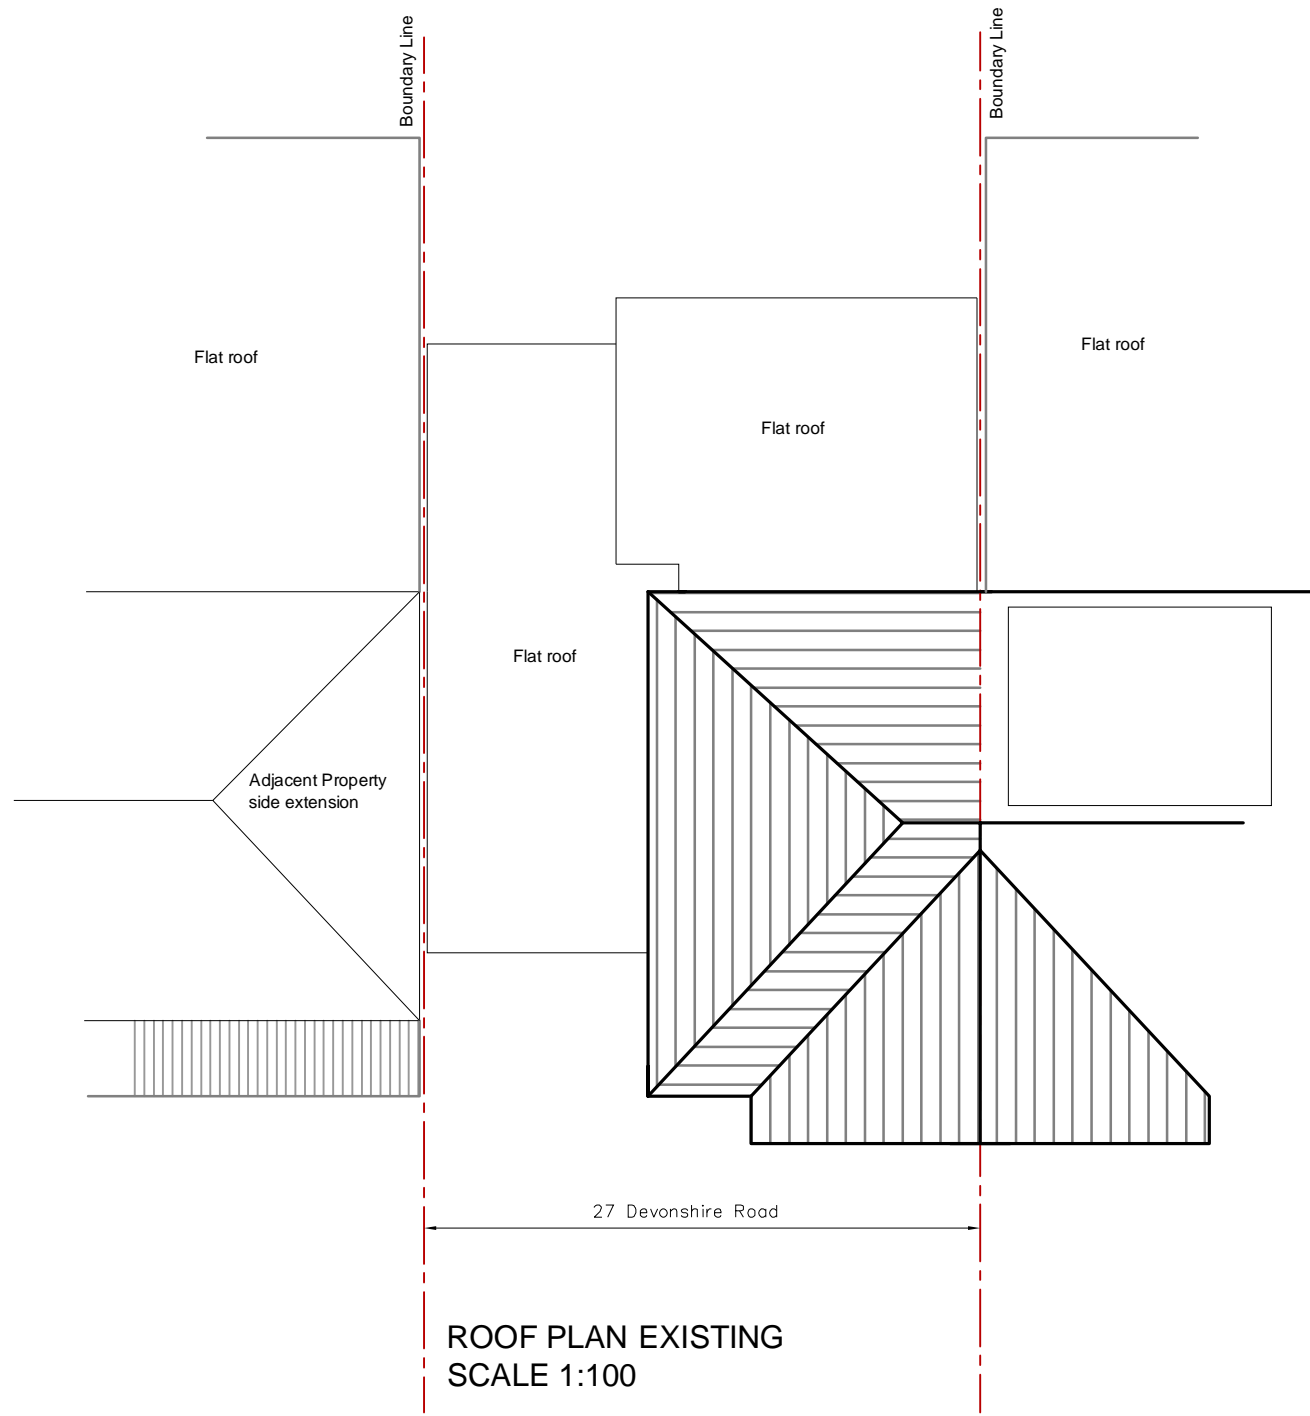 Boundary Line
Boundary Line
Flat roof
Flat roof
Flat roof
Flat roof
Adjacent Property
side extension
27 Devonshire Road
ROOF PLAN EXISTING
SCALE 1:100